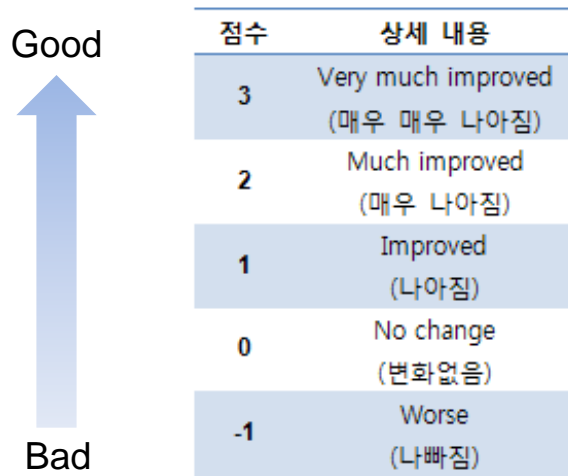 Good
점수 상세 내용
3 Very much improved
(매우 매우 나아짐)
2 Much improved
(매우 나아짐)
1 Improved
(나아짐)
0 No change
(변화없음)
-1 Worse
(나빠짐)
Bad